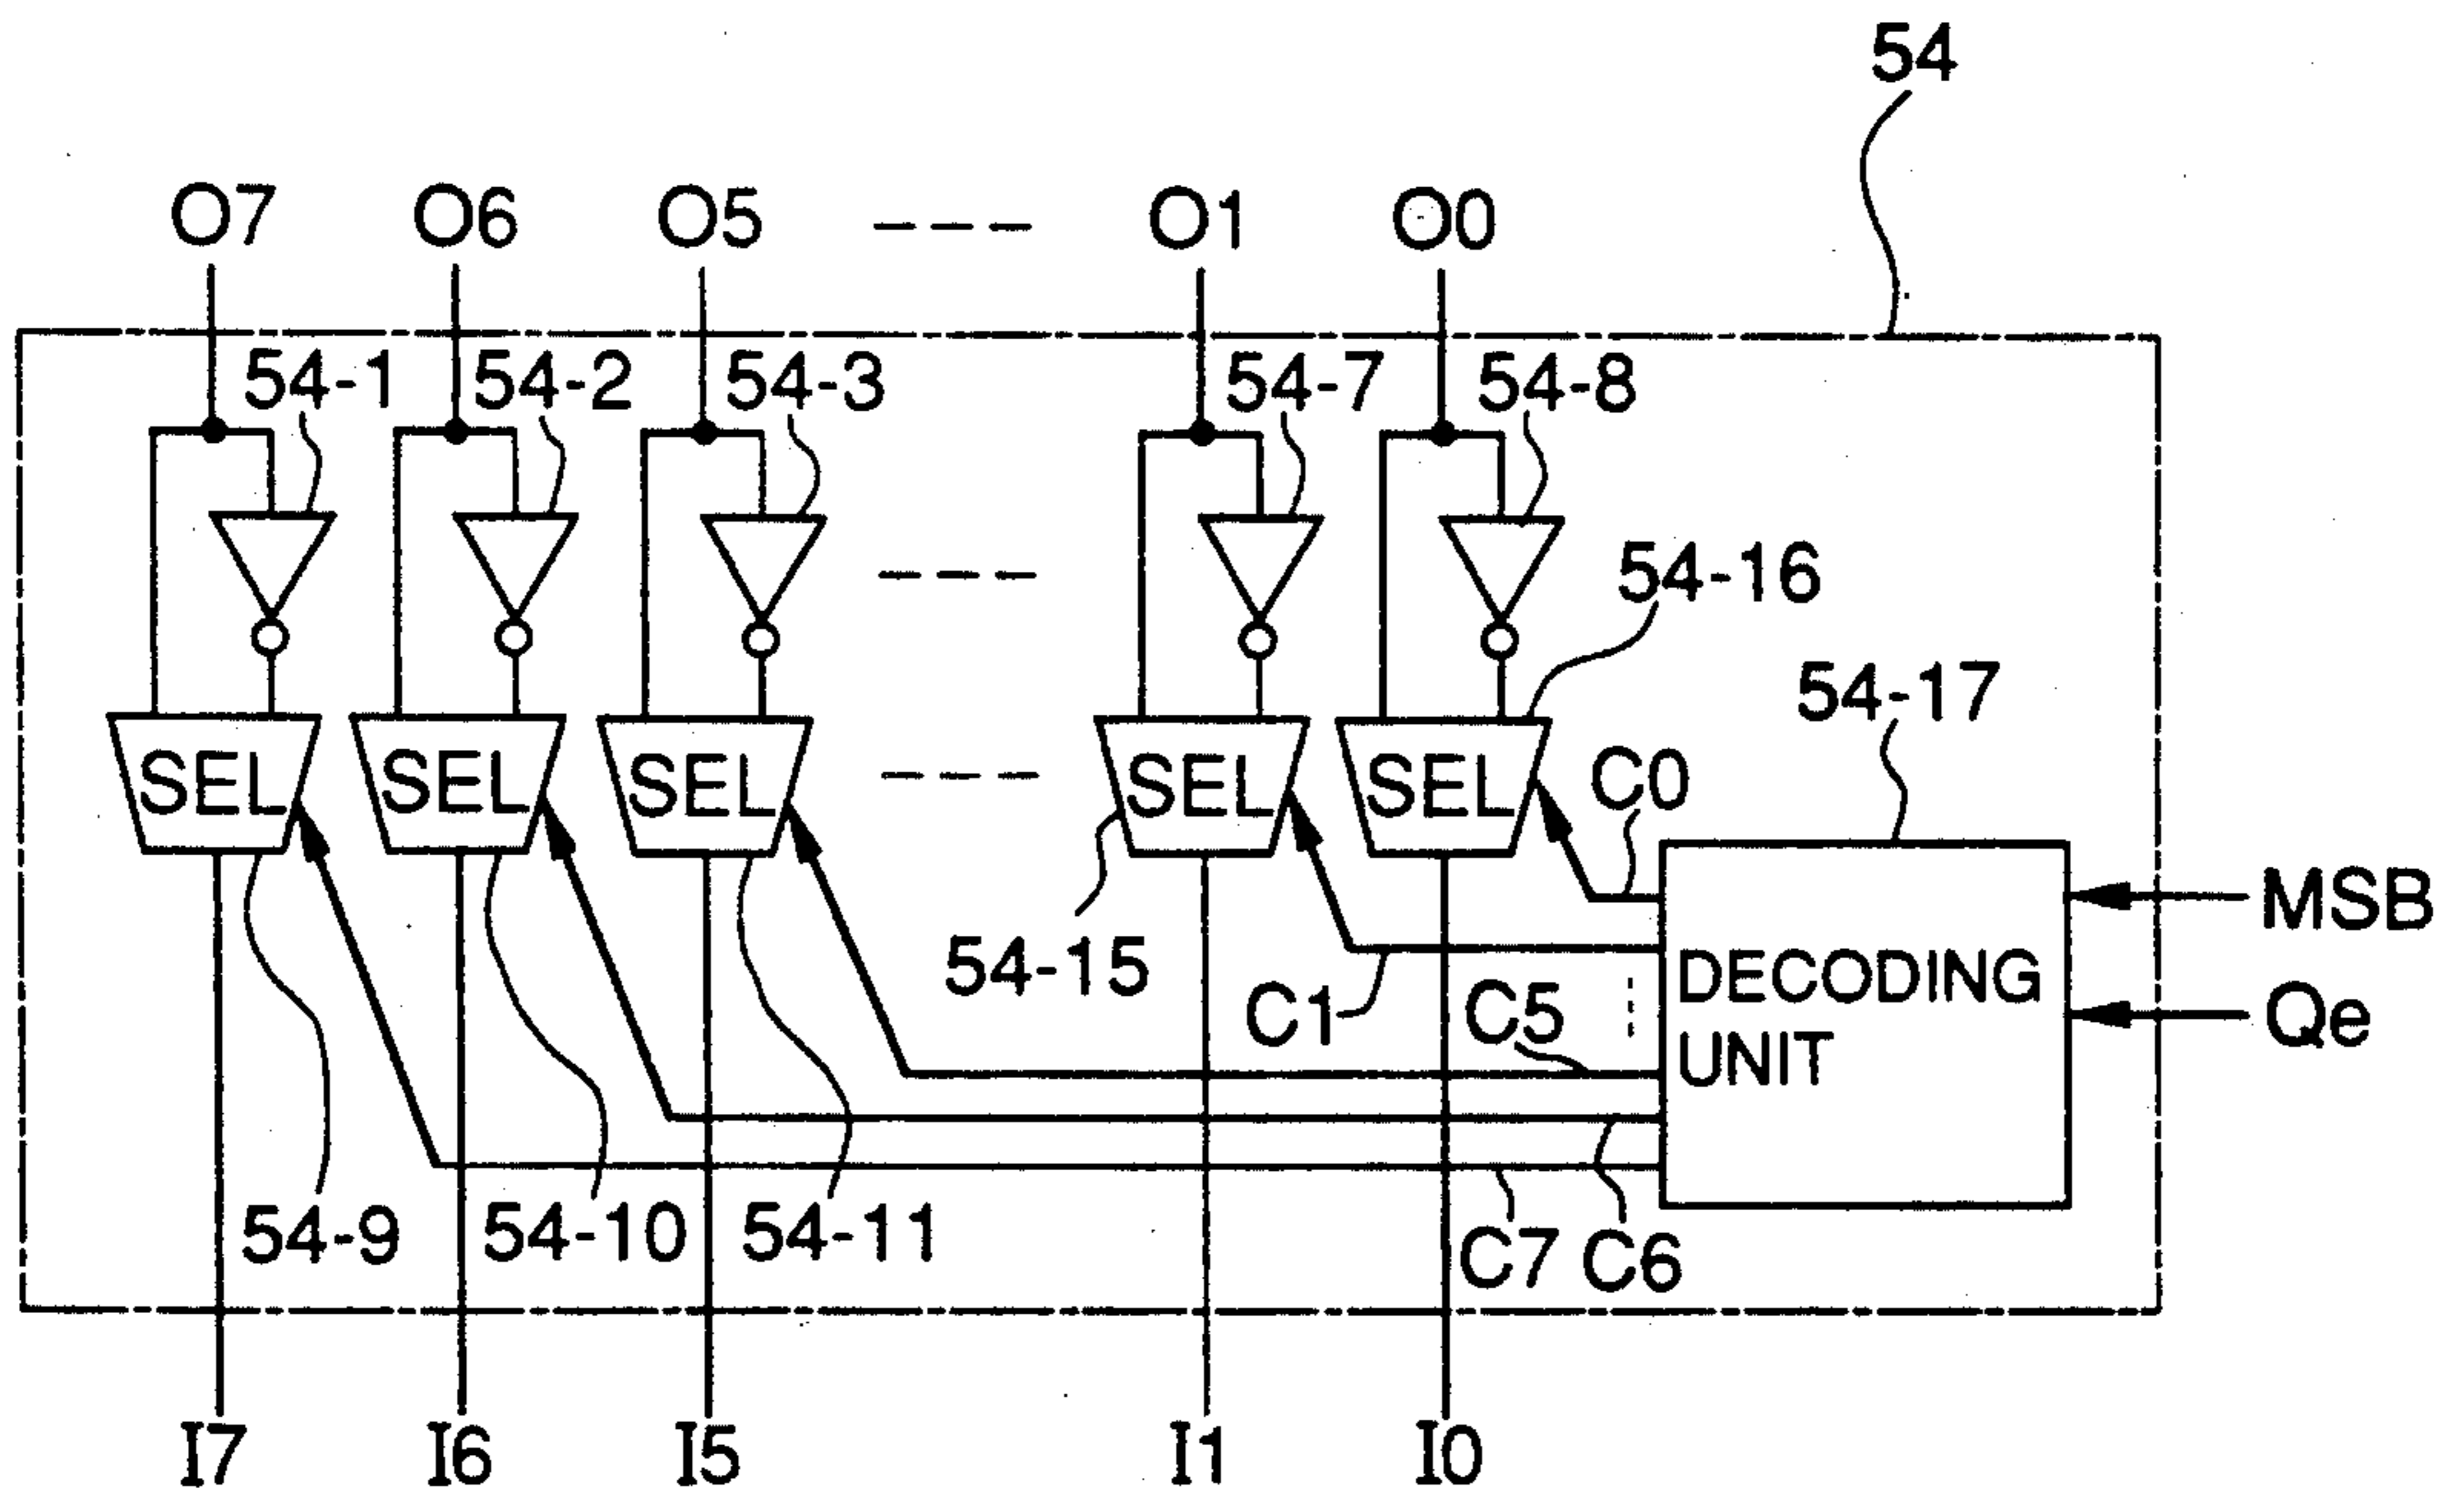 54
O7 O6 O5 --- O1 O0
54-1 54-2 54-3 54-7 54-8
54-16
54-17
SEL SEL SEL --- SEL SEL
C0
MSB
54-15
C1
C5
DECODING
UNIT
Qe
54-9 54-10 54-11
C7 C6
I7 I6 I5 I1 I0